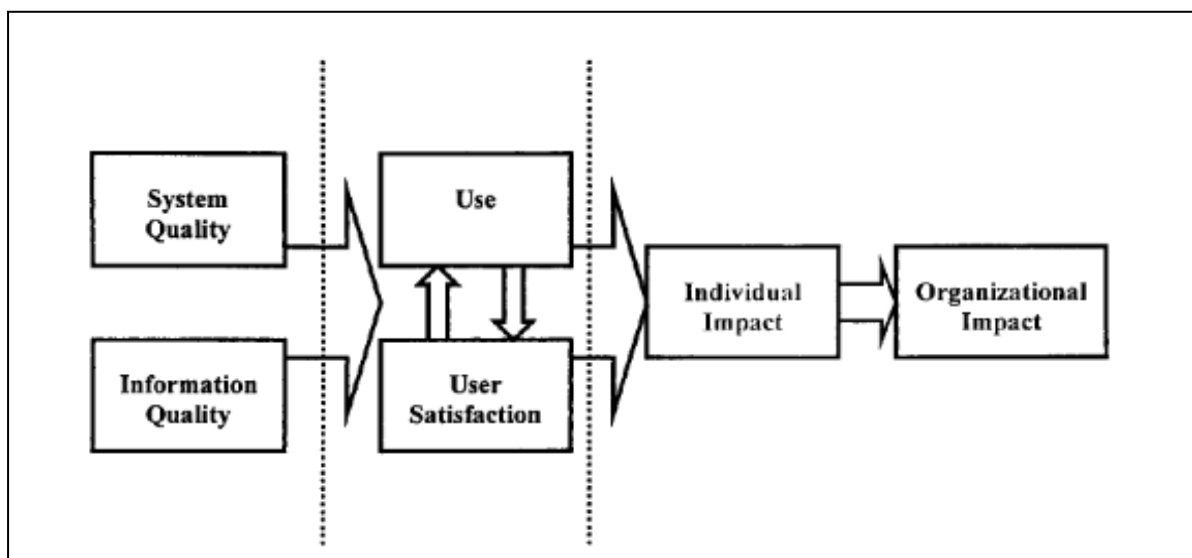 System
Quality
Use
Information
Quality
User
Satisfaction
Individual
Impact
Organizational
Impact